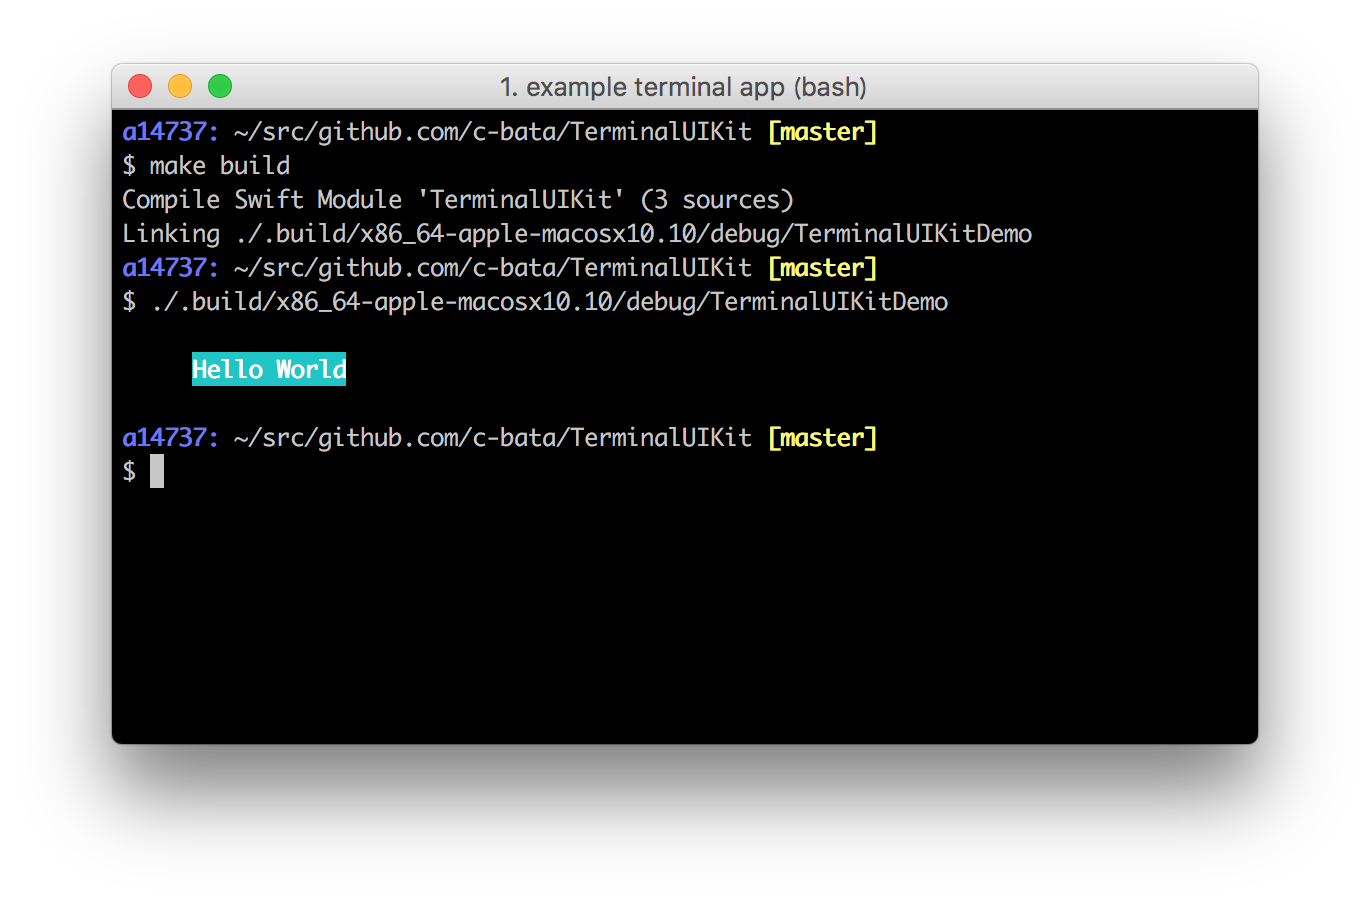 1. example terminal app (bash)
a14737: ~/src/github.com/c-bata/TerminalUIKit [master]
$ make build
Compile Swift Module 'TerminalUIKit' (3 sources)
Linking ./.build/x86_64-apple-macosx10.10/debug/TerminalUIKitDemo
a14737: ~/src/github.com/c-bata/TerminalUIKit [master]
$ ./.build/x86_64-apple-macosx10.10/debug/TerminalUIKitDemo
Hello World
a14737: ~/src/github.com/c-bata/TerminalUIKit [master]
$